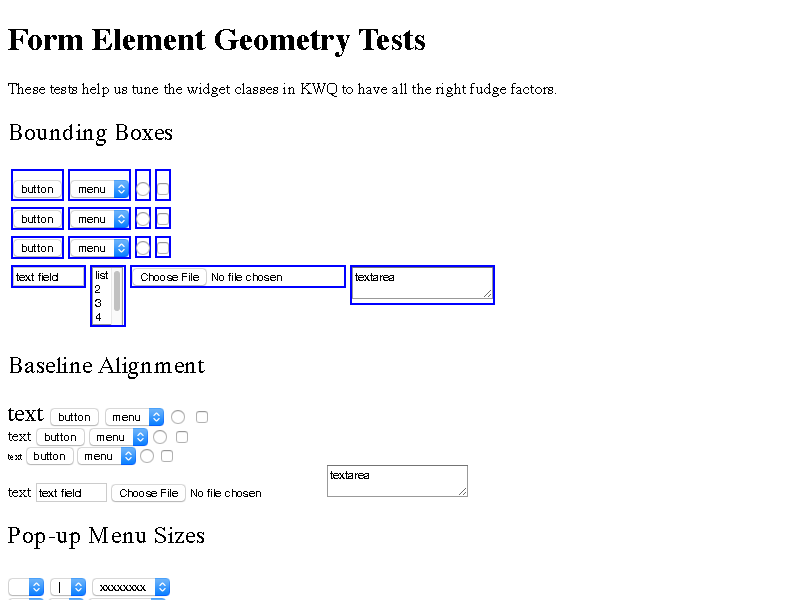 Form Element Geometry Tests
These tests help us tune the widget classes in KWQ to have all the right fudge factors.
Bounding Boxes
button menu
button menu
button menu
text field list Choose File No file chosen textarea
2
3
4
Baseline Alignment
text button menu
text button menu
text button menu
textarea
text text field Choose File No file chosen
Pop-up Menu Sizes
| xxxxxxxx